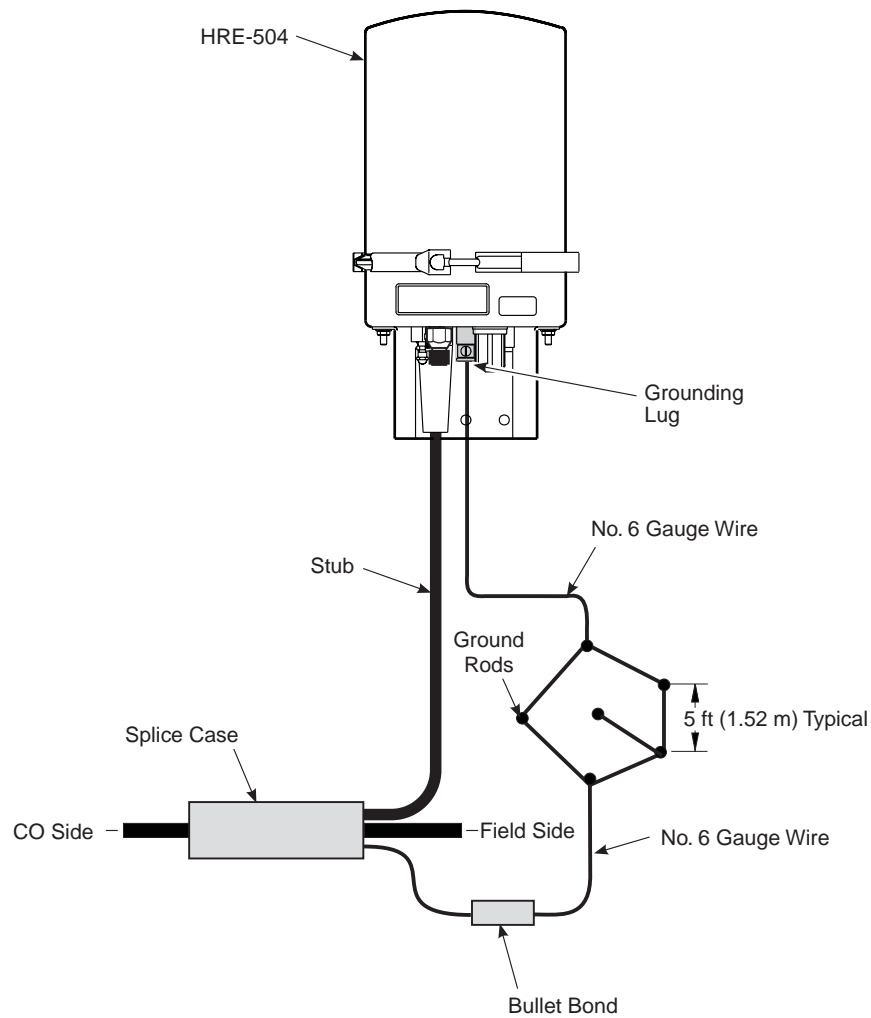 HRE-504
Grounding
Lug
No. 6 Gauge Wire
Stub
Ground
Rods
5 ft (1.52 m) Typical
Splice Case
CO Side
Field Side
No. 6 Gauge Wire
Bullet Bond